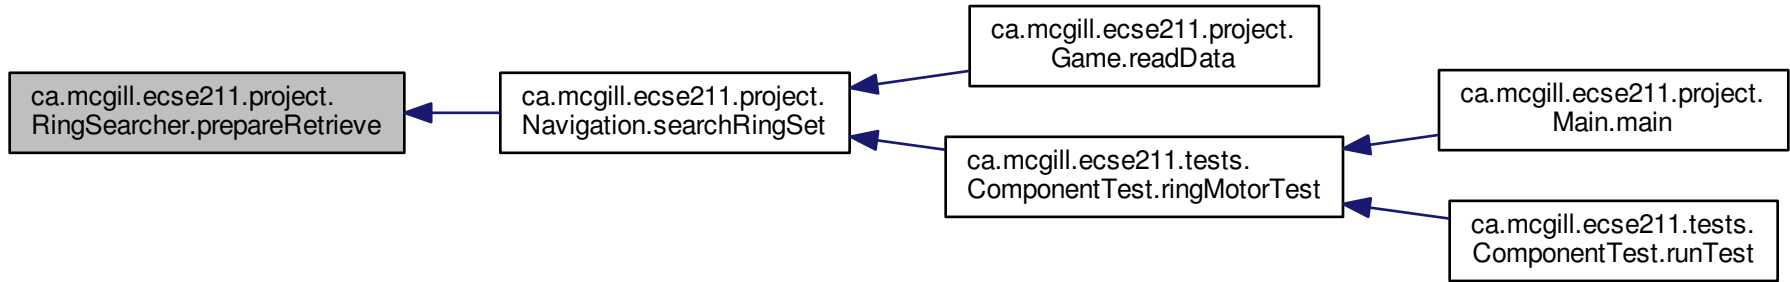 ca.mcgill.ecse211.project.
RingSearcher.prepareRetrieve
ca.mcgill.ecse211.project.
Navigation.searchRingSet
ca.mcgill.ecse211.project.
Game.readData
ca.mcgill.ecse211.tests.
ComponentTest.ringMotorTest
ca.mcgill.ecse211.project.
Main.main
ca.mcgill.ecse211.tests.
ComponentTest.runTest